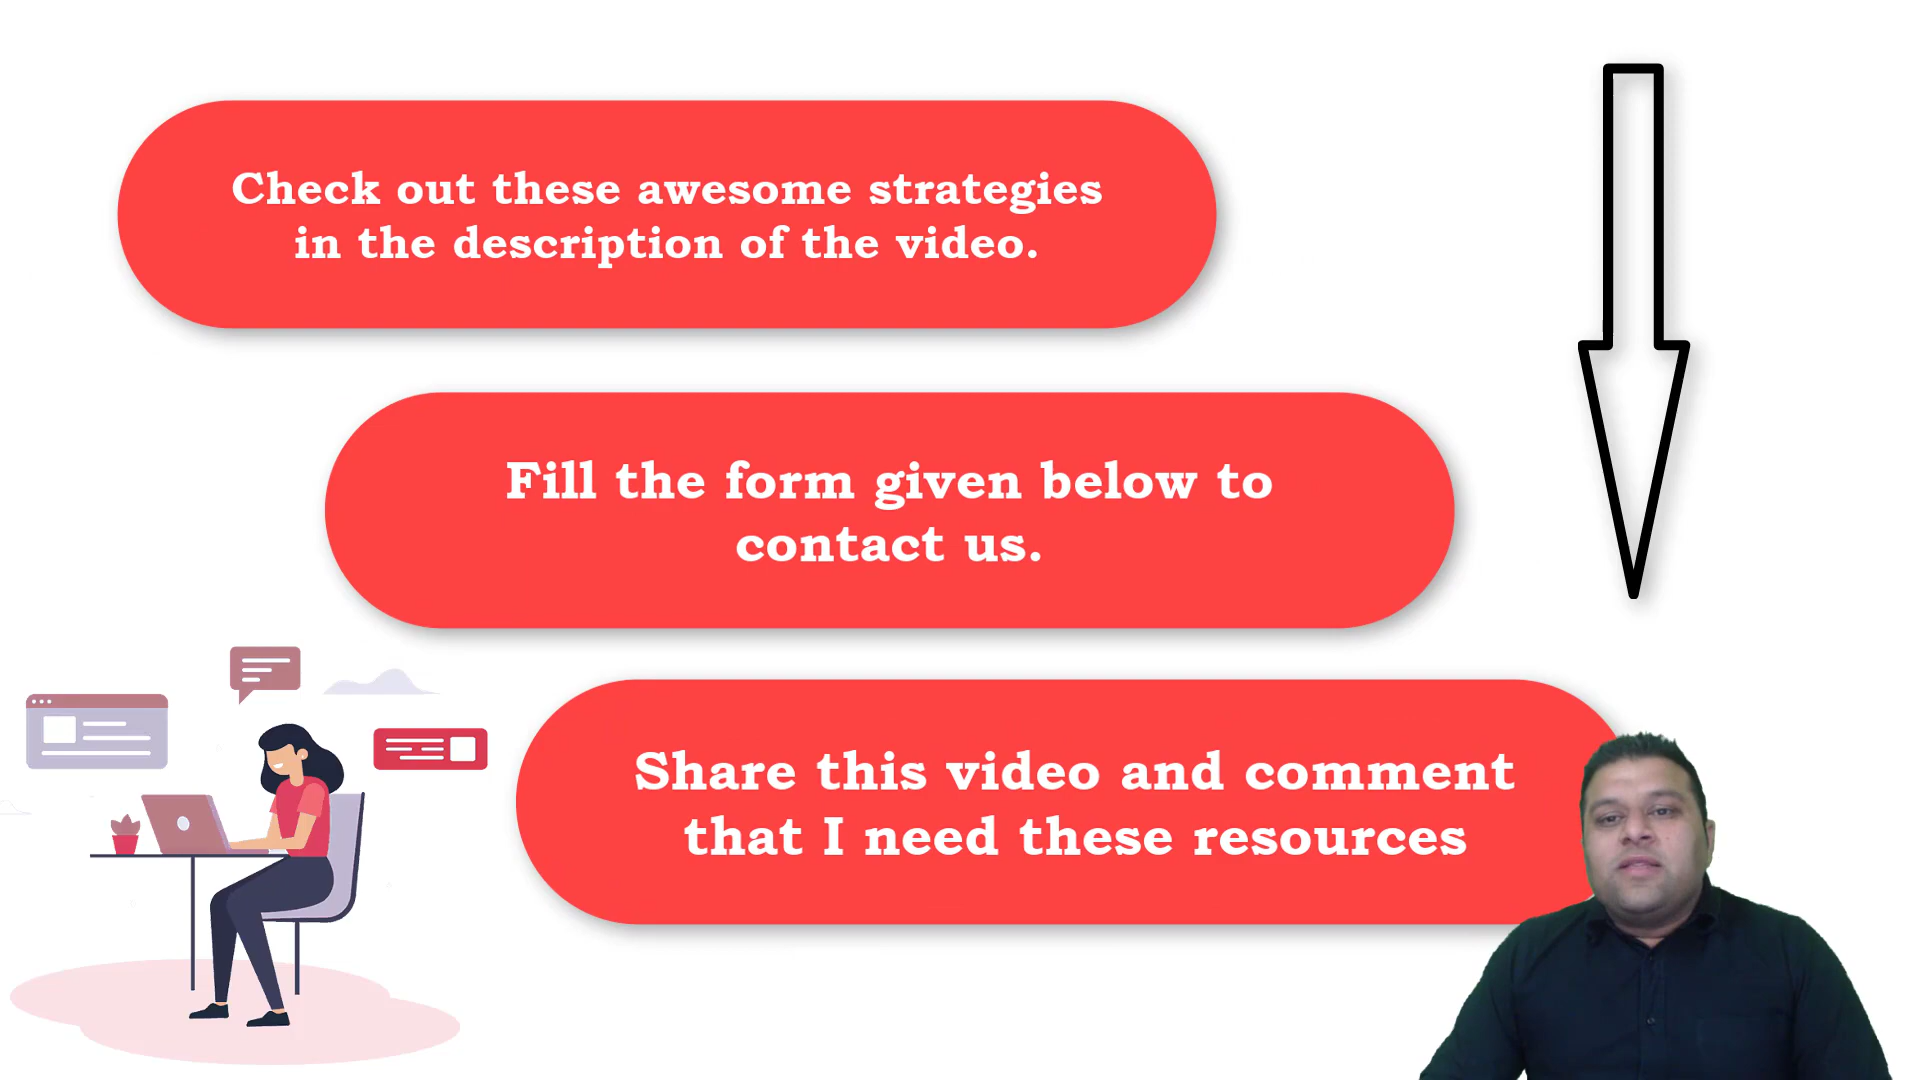 Check out these awesome strategies
in the description of the video.
Fill the form given below to
contact us.
Share this video and comment
that I need these resources